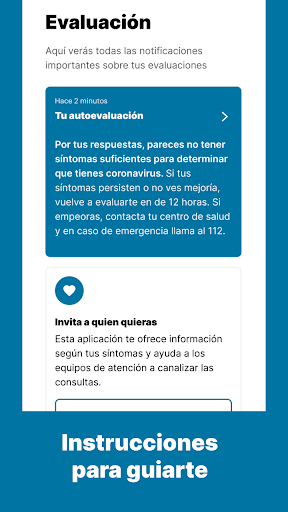 Evaluación
Aquí verás todas las notificaciones
importantes sobre tus evaluaciones
Hace 2 minutos
Tu autoevaluación
Por tus respuestas, pareces no tener
síntomas suficientes para determinar
que tienes coronavirus. Si tus
síntomas persisten o no ves mejoría,
vuelve a evaluarte en de 12 horas. Si
empeoras, contacta tu centro de salud
y en caso de emergencia llama al 112.
Invita a quien quieras
Esta aplicación te ofrece información
según tus síntomas y ayuda a los
equipos de atención a canalizar las
consultas.
Instrucciones
para guiarte